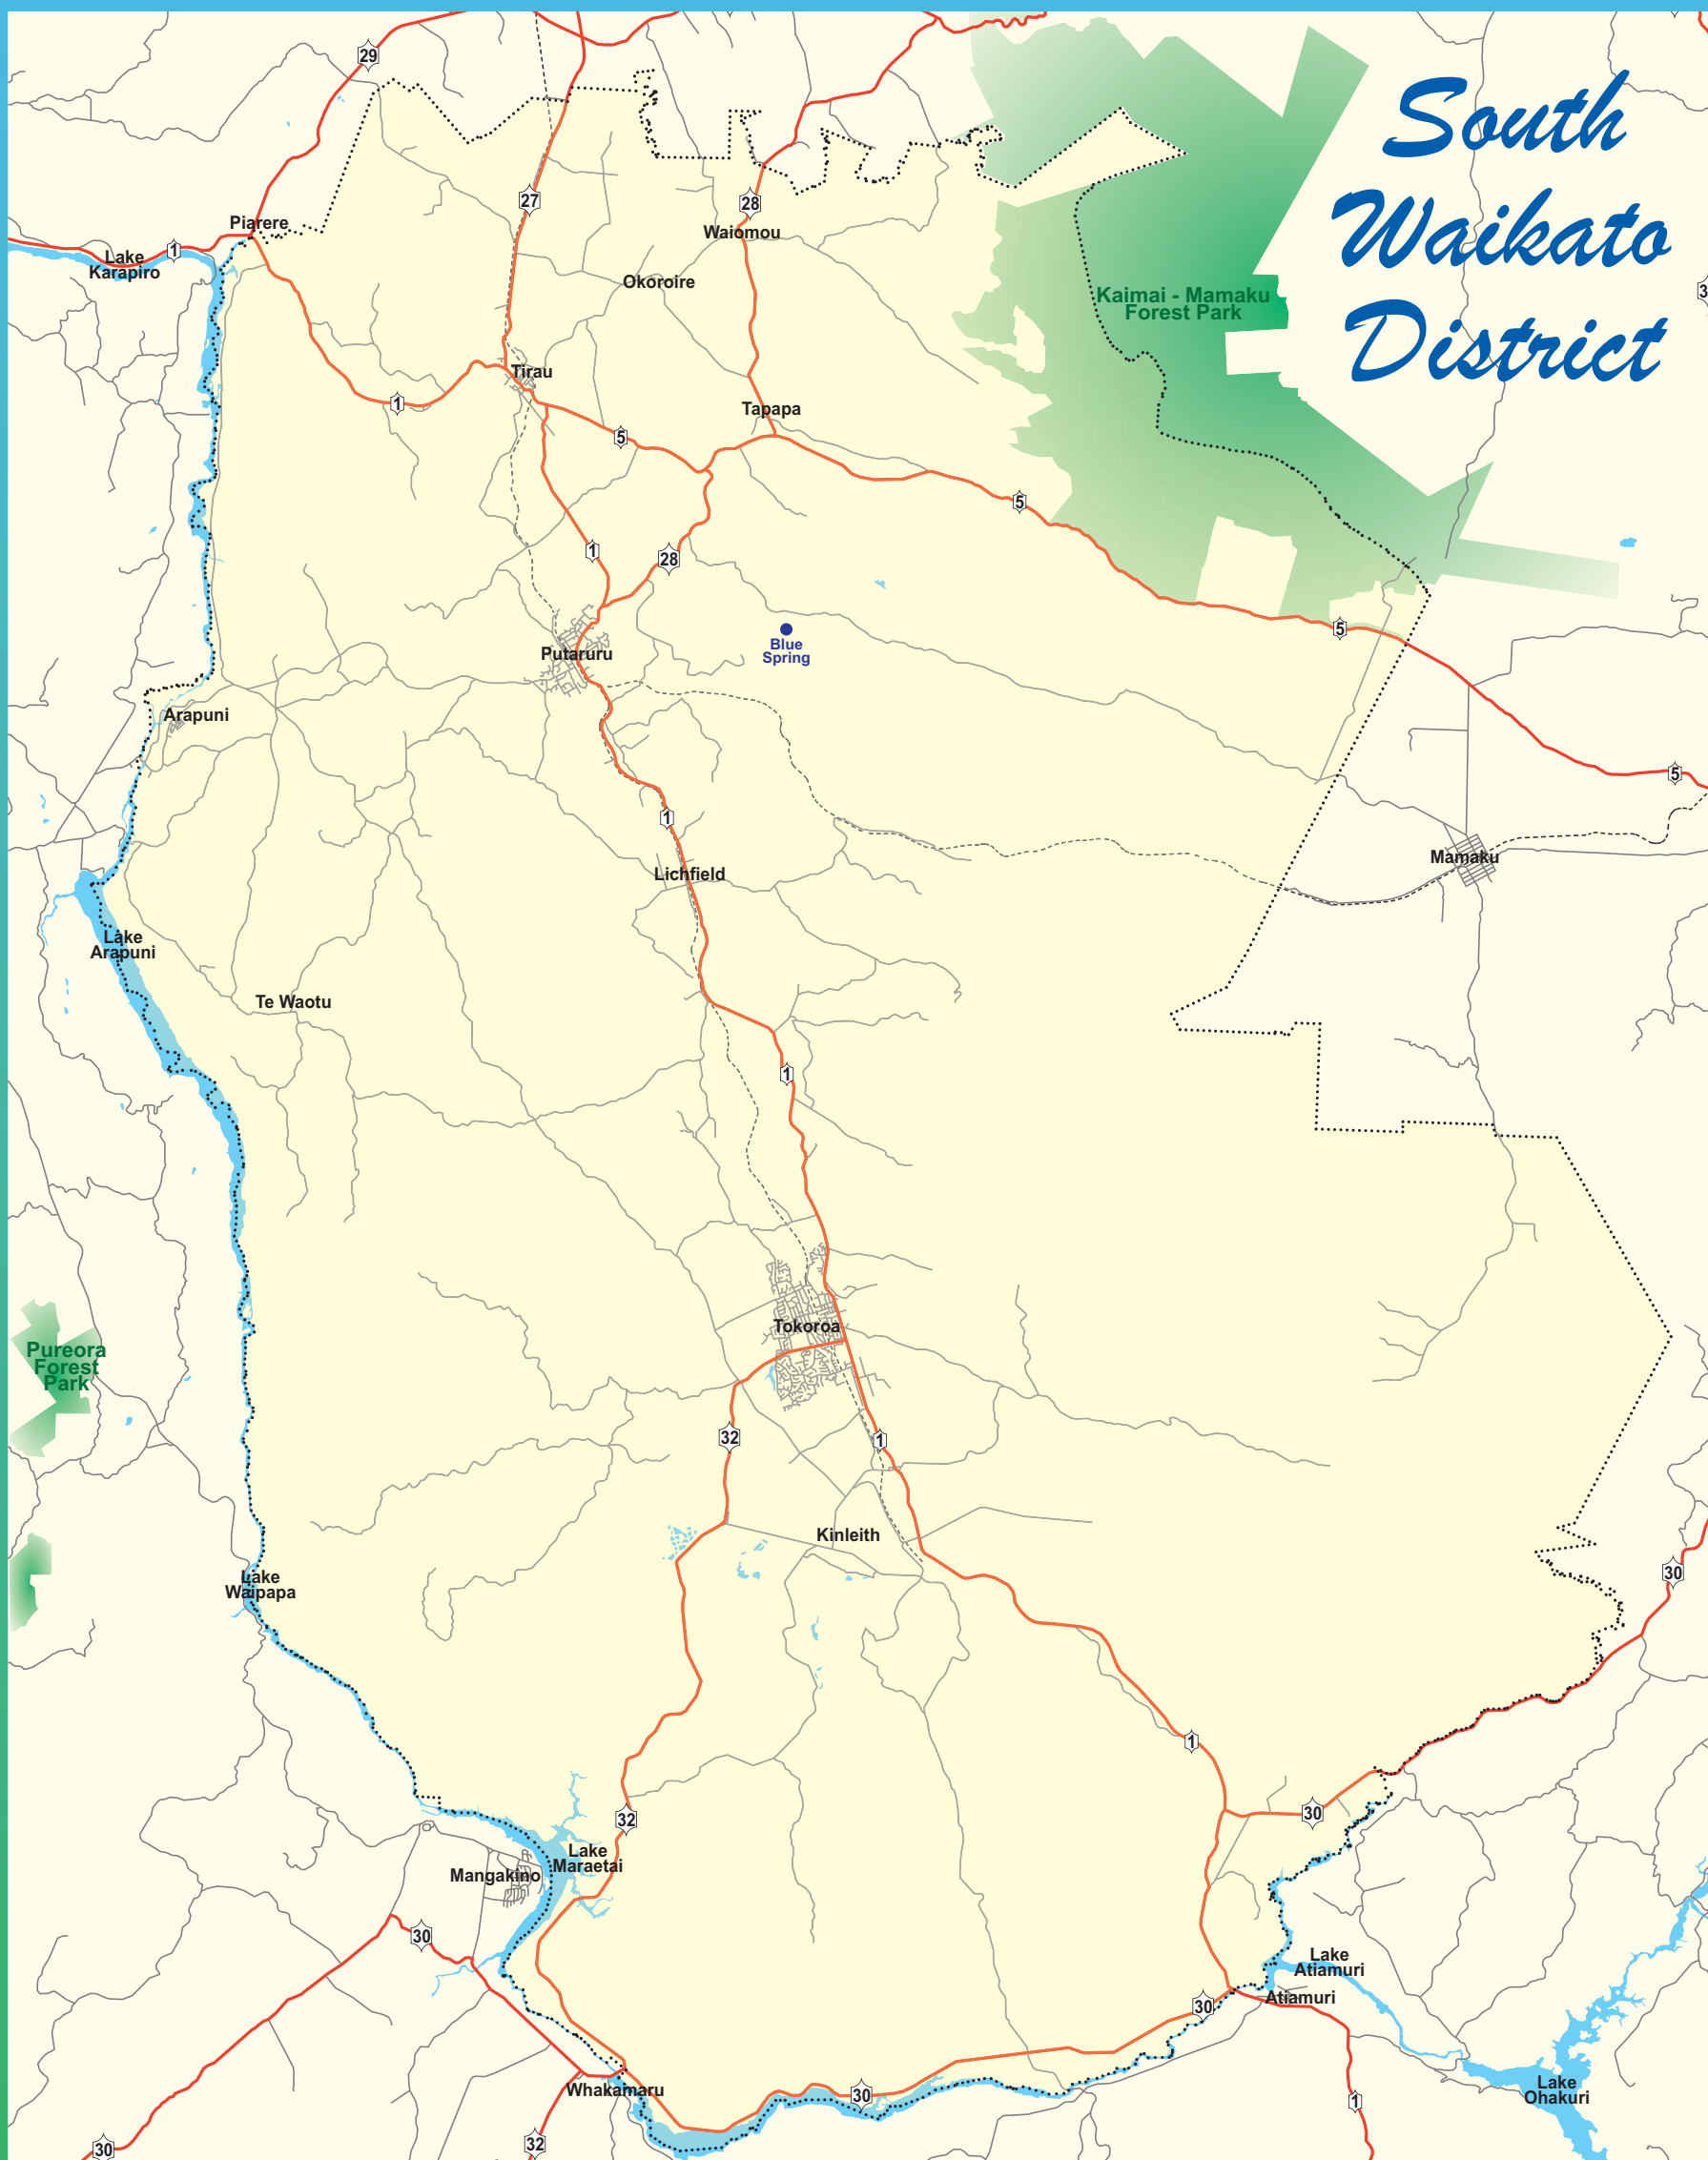 South
Waikato
District
29
27
28
Piarere
Waiomou
1
Lake
Karapiro
Okoroire
Kaimai - Mamaku
Forest Park
3
Tirau
1
Tapapa
5
5
1
28
5
Blue
Spring
Putaruru
Arapuni
5
1
Mamaku
Lichfield
Lake
Arapuni
Te Waotu
1
Tokoroa
Pureora
Forest
Park
32
1
Kinleith
30
Lake
Waipapa
1
30
32
Lake
Maraetai
Mangakino
30
Lake
Atiamuri
Atiamuri
30
Whakamaru
30
Lake
Ohakuri
1
32
30